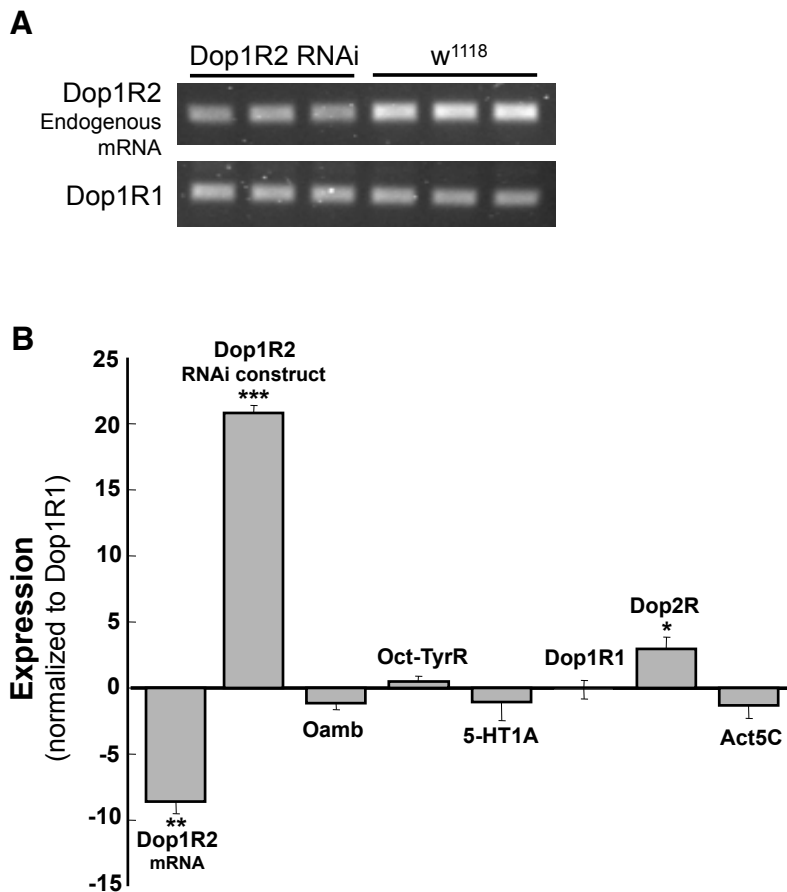 A
Dop1R2 RNAi
w1118
Dop1R2
Endogenous
mRNA
Dop1R1
B
25
20
15
10
5
0
-5
-10
-15
Expression
(normalized to Dop1R1)
Dop1R2
RNAi construct
***
Oamb
Oct-TyrR
5-HT1A
Dop1R1
Dop2R
*
Act5C
**
Dop1R2
mRNA